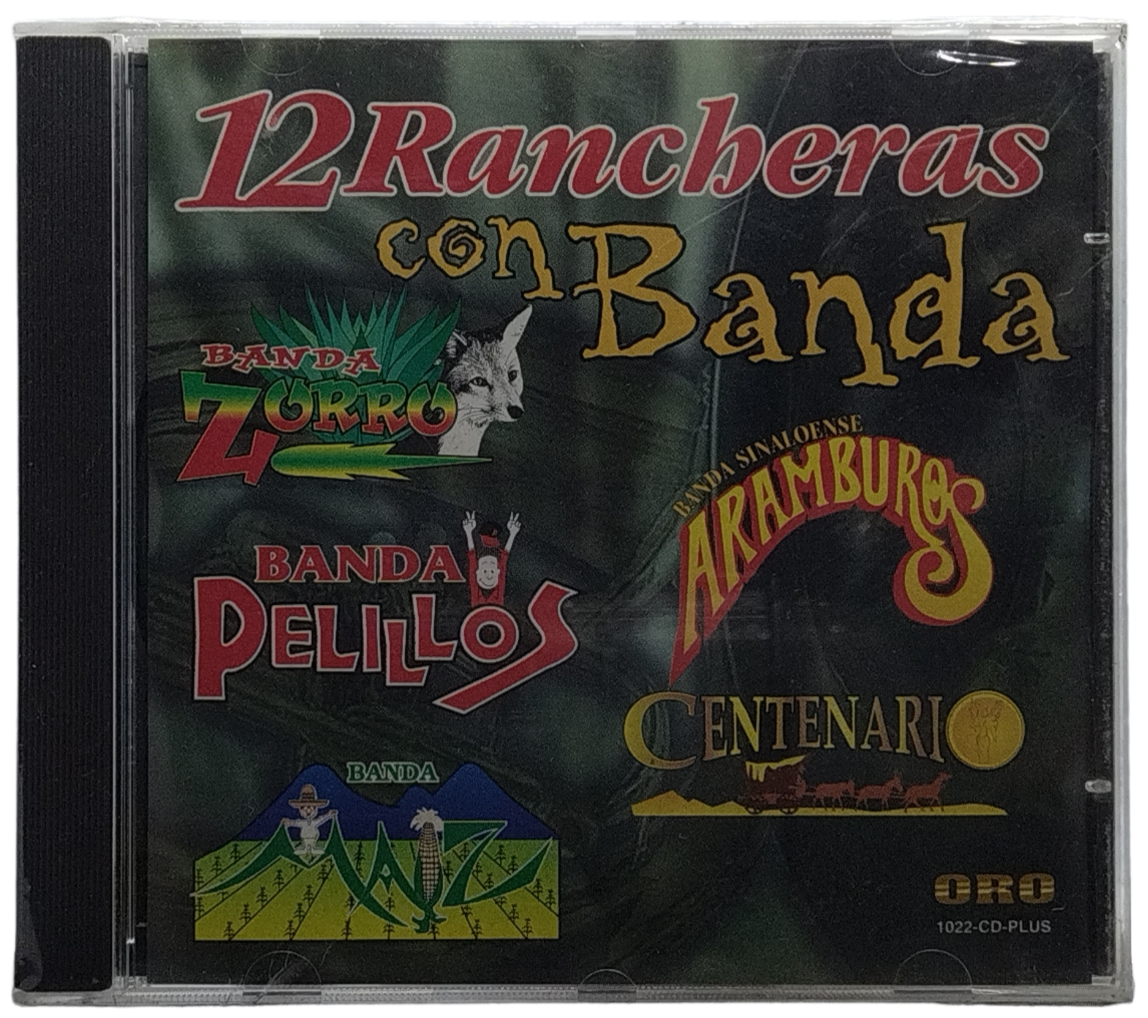 12 Rancheras
con Banda
BANDA
ZORRO
BANDA SINALOENSE
ARAMBUROS
BANDA
PELILLOS
CENTENARIO
BANDA
MAIZ
ORO
1022-CD-PLUS